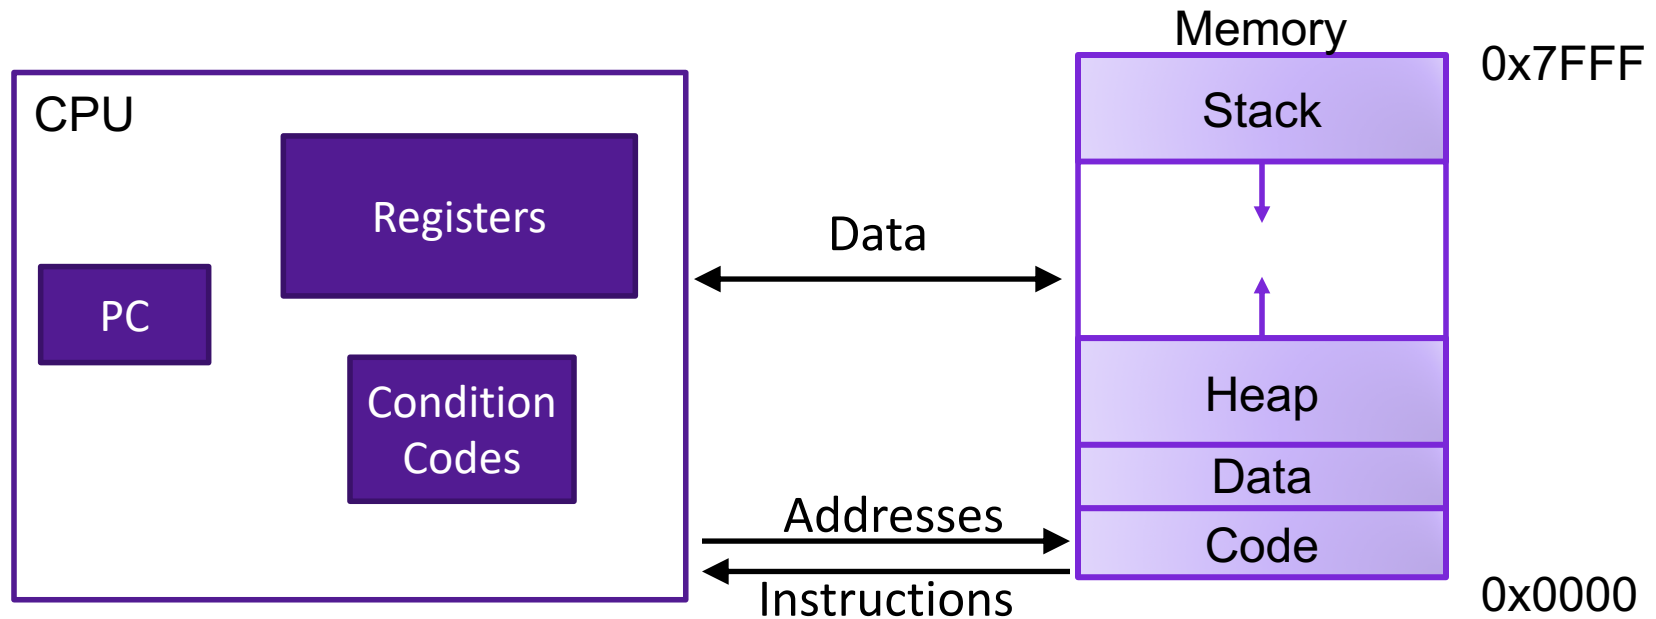 CPU
Registers
PC
Condition
Codes
Data
Addresses
Instructions
Memory
0x7FFF
Stack
Heap
Data
Code
0x0000